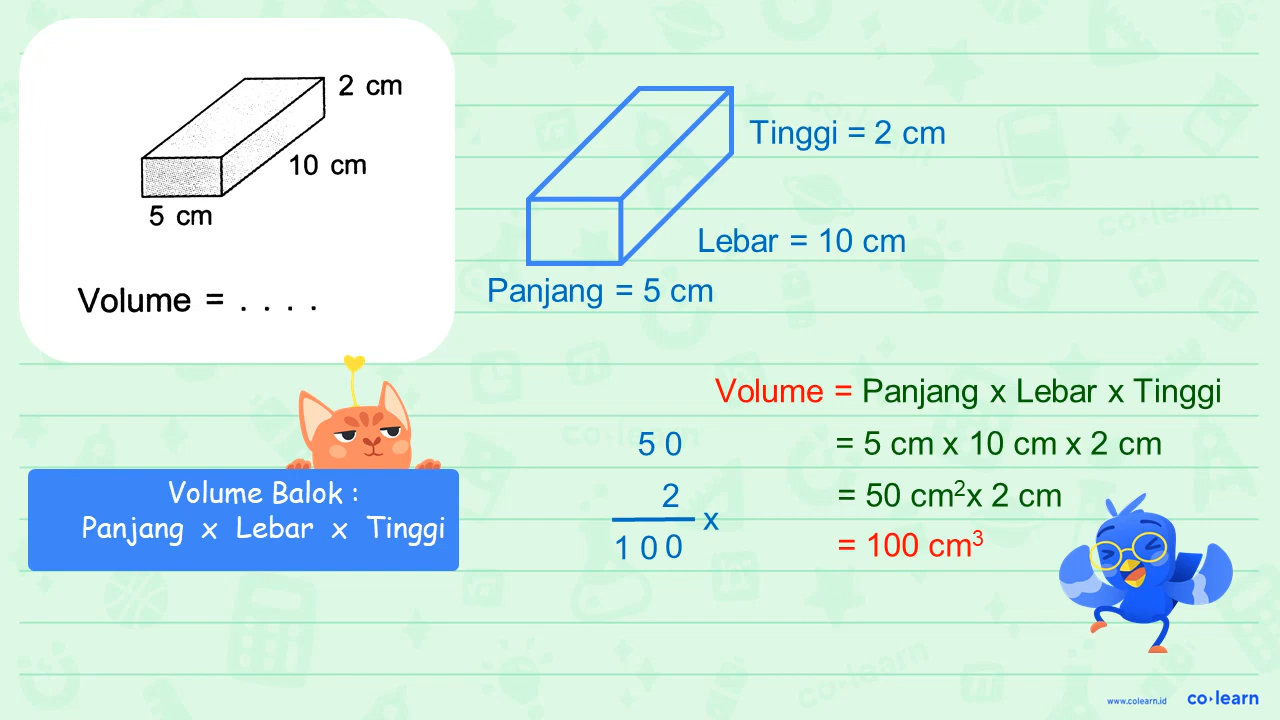 2 cm
10 cm
5 cm
Volume = . . . .
Tinggi = 2 cm
Lebar = 10 cm
Panjang = 5 cm
Volume Balok :
Panjang x Lebar x Tinggi
Volume = Panjang x Lebar x Tinggi
= 5 cm x 10 cm x 2 cm
= 50 cm²x 2 cm
= 100 cm³
5 0
2
x
1 0 0
www.colearn.id
co·learn